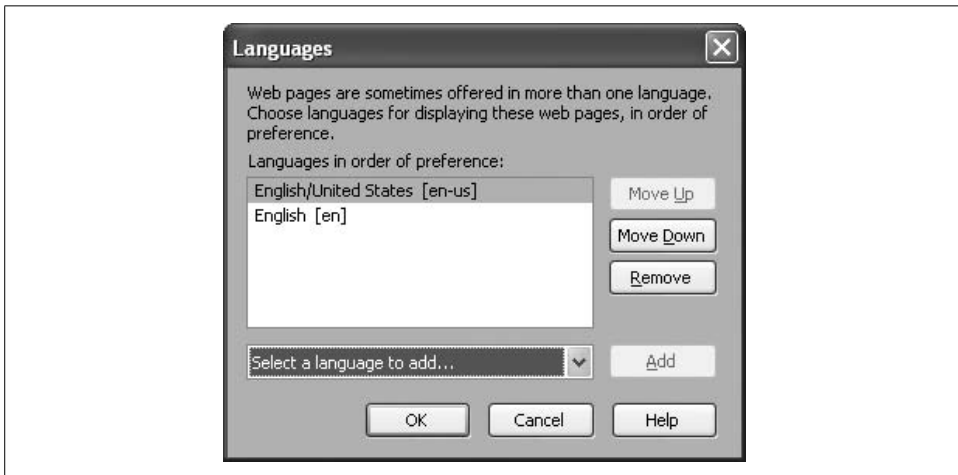 Languages
Web pages are sometimes offered in more than one language.
Choose languages for displaying these web pages, in order of
preference.
Languages in order of preference:
English/United States [en-us]
English [en]
Move Up
Move Down
Remove
Select a language to add...
Add
OK
Cancel
Help